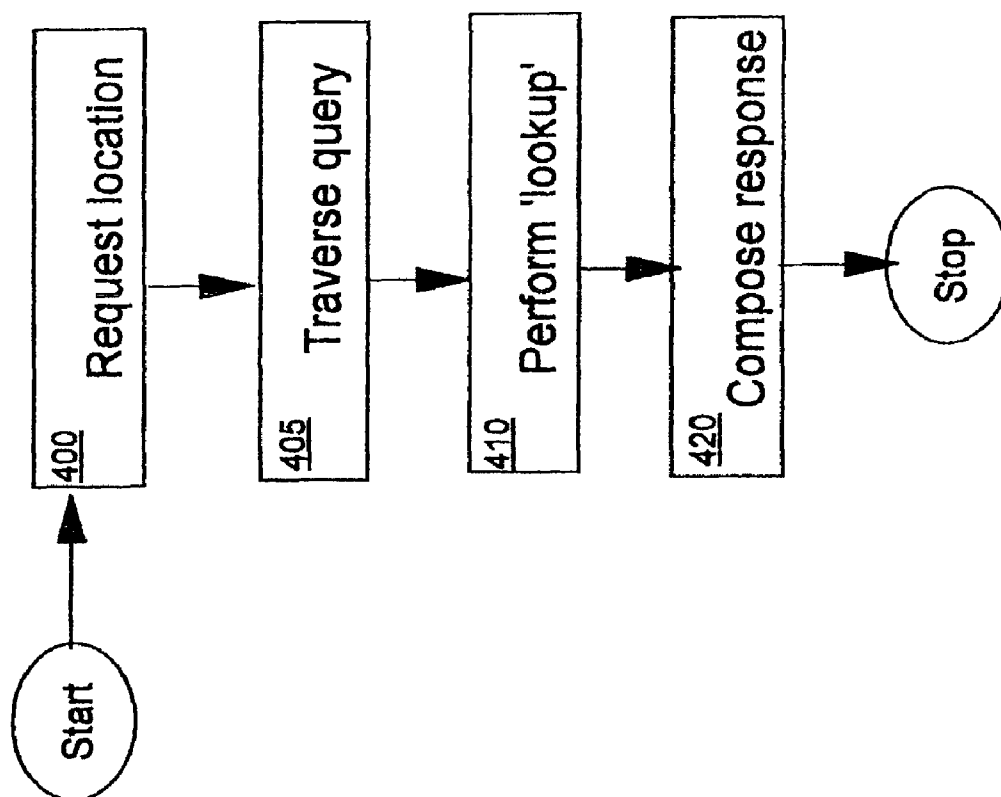 Start
400
Request location
405
Traverse query
410
Perform 'lookup'
420
Compose response
Stop